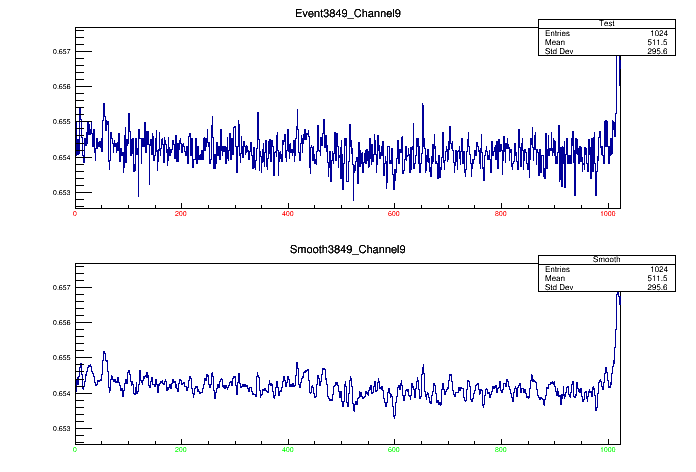 Event3849_Channel9
Test
Entries 1024
Mean 511.5
Std Dev 295.6
0.657
0.656
0.655
0.654
0.653
0 200 400 600 800 1000
Smooth3849_Channel9
Smooth
Entries 1024
Mean 511.5
Std Dev 295.6
0.657
0.656
0.655
0.654
0.653
0 200 400 600 800 1000